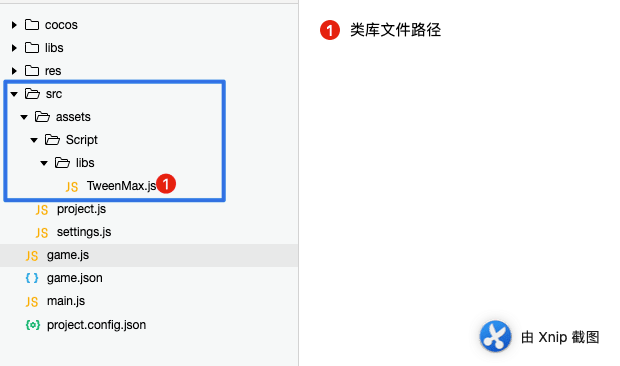 cocos
libs
res
src
assets
Script
libs
JS TweenMax.js 1
JS project.js
JS settings.js
JS game.js
{ } game.json
JS main.js
{o} project.config.json
1 类库文件路径
由 Xnip 截图